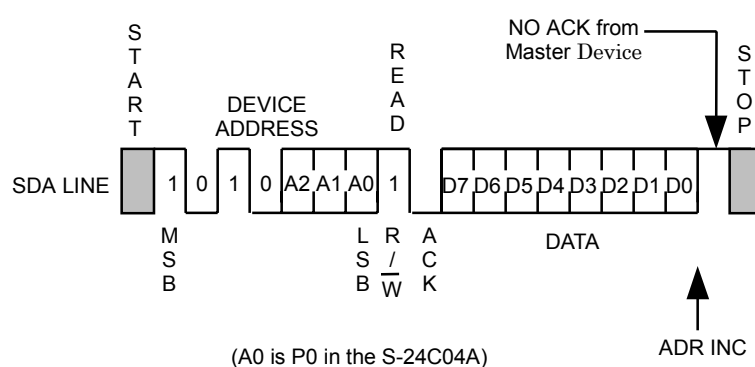 START
READ
NO ACK from
Master Device
STOP
DEVICE
ADDRESS
SDA LINE
1 0 1 0 A2 A1 A0 1 D7 D6 D5 D4 D3 D2 D1 D0
MSB
LSB
R/W
ACK
DATA
ADR INC
(A0 is P0 in the S-24C04A)